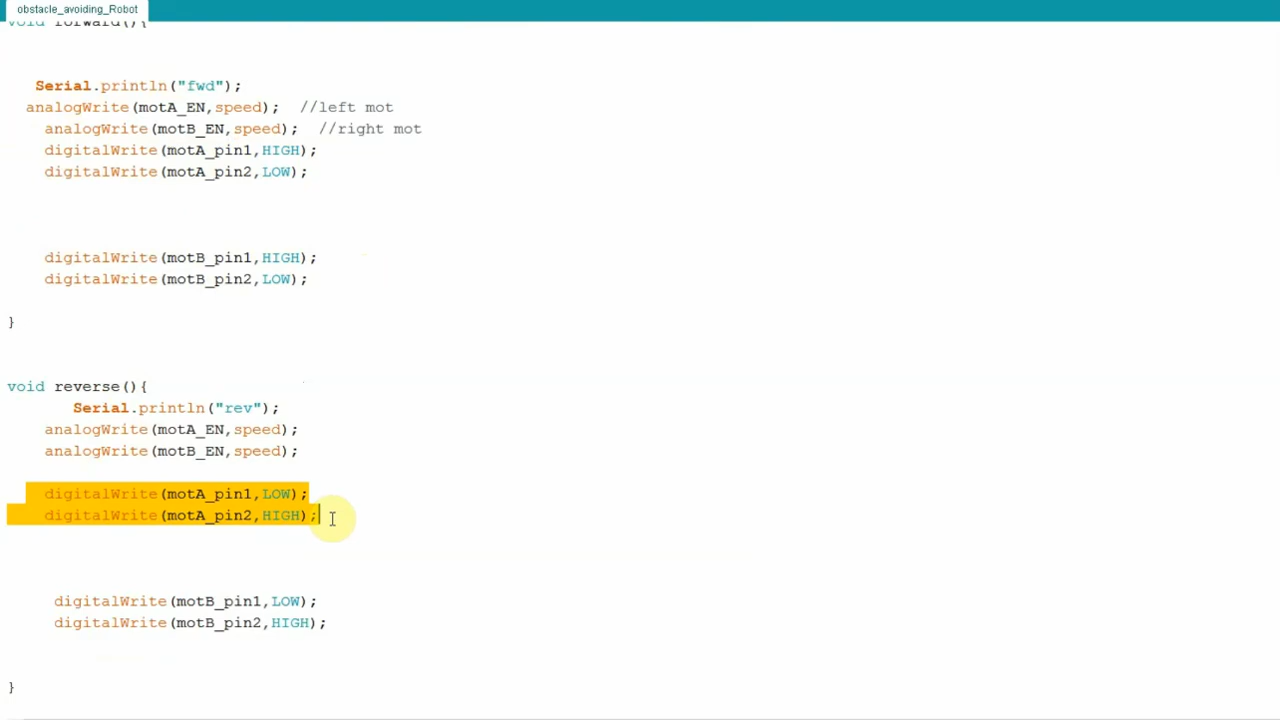 obstacle_avoiding_Robot
void forward(){
Serial.println("fwd");
analogWrite(motA_EN,speed);  //left mot
analogWrite(motB_EN,speed);  //right mot
digitalWrite(motA_pin1,HIGH);
digitalWrite(motA_pin2,LOW);
digitalWrite(motB_pin1,HIGH);
digitalWrite(motB_pin2,LOW);
}
void reverse(){
Serial.println("rev");
analogWrite(motA_EN,speed);
analogWrite(motB_EN,speed);
digitalWrite(motA_pin1,LOW);
digitalWrite(motA_pin2,HIGH);
digitalWrite(motB_pin1,LOW);
digitalWrite(motB_pin2,HIGH);
}